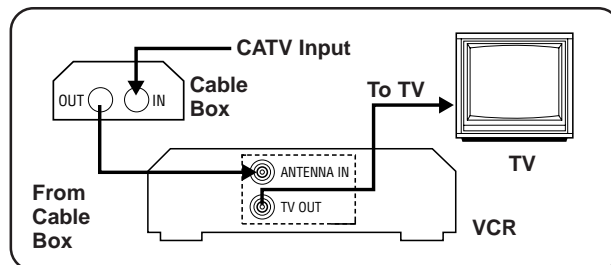 CATV Input
Cable
Box
OUT
IN
To TV
TV
ANTENNA IN
TV OUT
From
Cable
Box
VCR